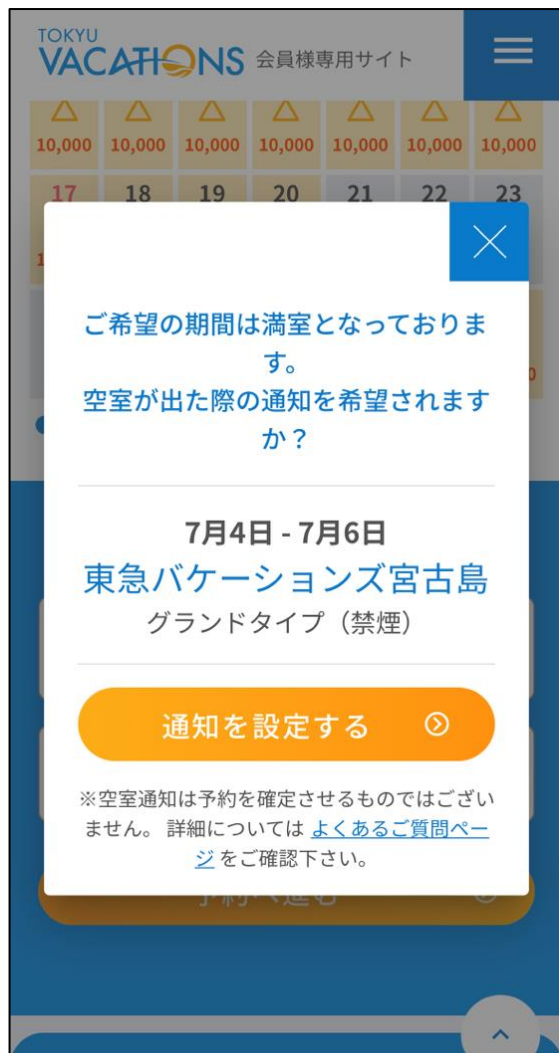 TOKYU
VACATIONS 会員様専用サイト
△ △ △ △ △ △ △
10,000 10,000 10,000 10,000 10,000 10,000 10,000
17 18 19 20 21 22 23
ご希望の期間は満室となっておりま
す。
空室が出た際の通知を希望されます
か？
7月4日 - 7月6日
東急バケーションズ宮古島
グランドタイプ（禁煙）
通知を設定する
※空室通知は予約を確定させるものではござい
ません。 詳細については よくあるご質問ペー
ジ をご確認下さい。
予約へ進む